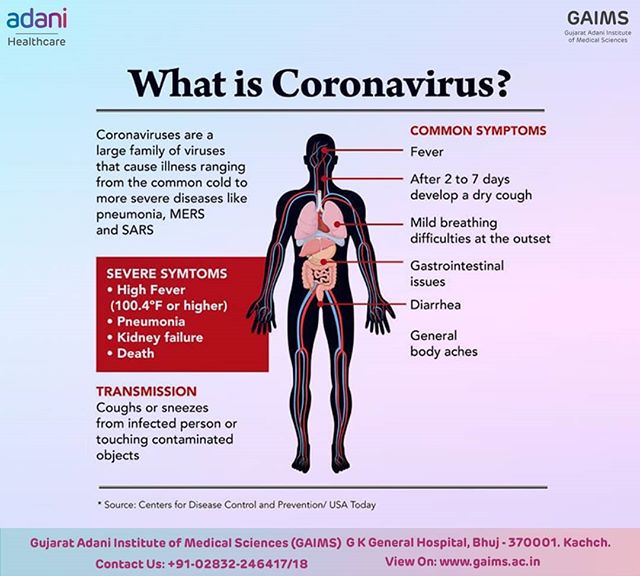 adani
Healthcare
GAIMS
Gujarat Adani Institute
of Medical Sciences
What is Coronavirus?
Coronaviruses are a
large family of viruses
that cause illness ranging
from the common cold to
more severe diseases like
pneumonia, MERS
and SARS
SEVERE SYMTOMS
• High Fever
(100.4°F or higher)
• Pneumonia
• Kidney failure
• Death
TRANSMISSION
Coughs or sneezes
from infected person or
touching contaminated
objects
COMMON SYMPTOMS
Fever
After 2 to 7 days
develop a dry cough
Mild breathing
difficulties at the outset
Gastrointestinal
issues
Diarrhea
General
body aches
* Source: Centers for Disease Control and Prevention/ USA Today
Gujarat Adani Institute of Medical Sciences (GAIMS) G K General Hospital, Bhuj - 370001. Kachch.
Contact Us: +91-02832-246417/18 View On: www.gaims.ac.in